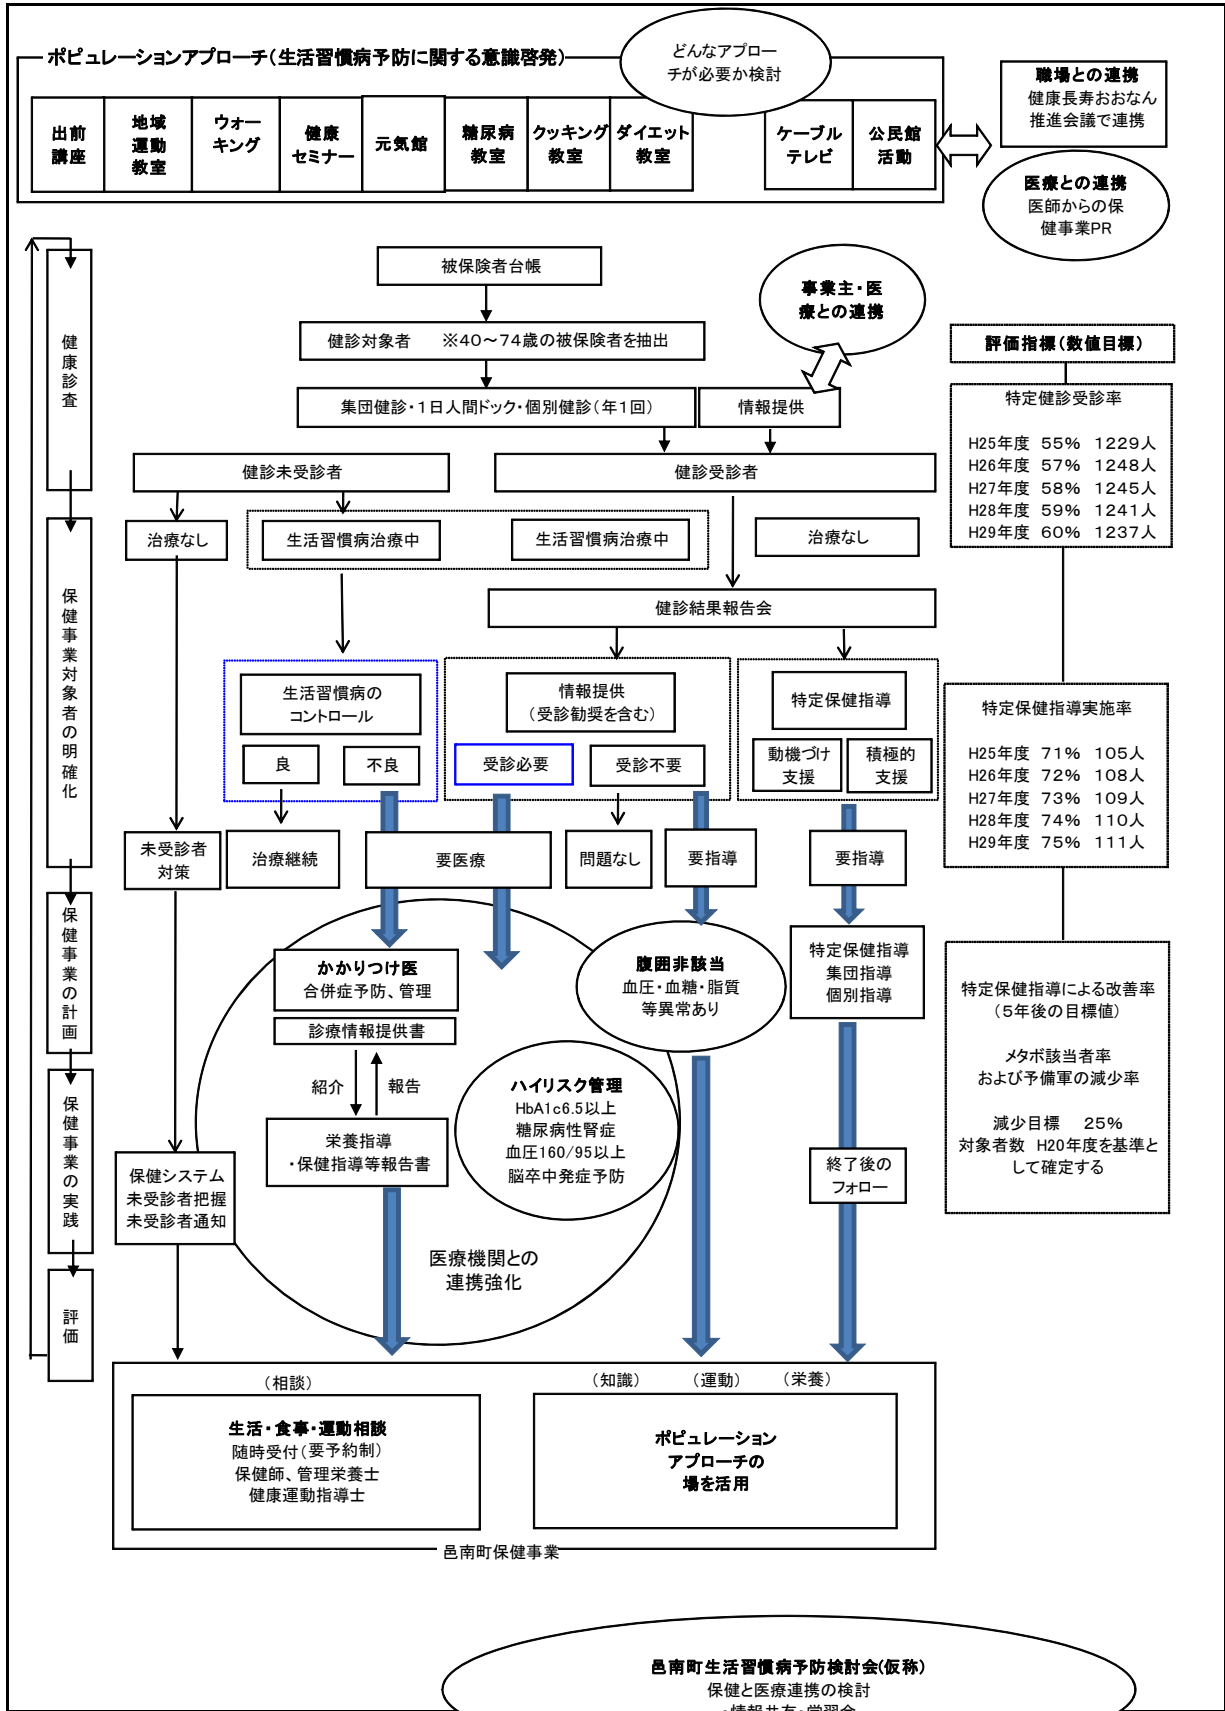 ポピュレーションアプローチ(生活習慣病予防に関する意識啓発)
どんなアプロー
チが必要か検討
出前
講座
地域
運動
教室
ウォー
キング
健康
セミナー
元気館
糖尿病
教室
クッキング
教室
ダイエット
教室
ケーブル
テレビ
公民館
活動
職場との連携
健康長寿おおなん
推進会議で連携
医療との連携
医師からの保
健事業PR
健康診査
保健事業対象者の明確化
保健事業の計画
保健事業の実践
評価
被保険者台帳
健診対象者　※40～74歳の被保険者を抽出
事業主・医
療との連携
集団健診・1日人間ドック・個別健診(年1回)
情報提供
健診未受診者
健診受診者
治療なし
生活習慣病治療中
生活習慣病治療中
治療なし
健診結果報告会
生活習慣病の
コントロール
良
不良
情報提供
(受診勧奨を含む)
受診必要
受診不要
特定保健指導
動機づけ
支援
積極的
支援
未受診者
対策
治療継続
要医療
問題なし
要指導
要指導
かかりつけ医
合併症予防、管理
診療情報提供書
紹介
報告
栄養指導
・保健指導等報告書
腹囲非該当
血圧・血糖・脂質
等異常あり
ハイリスク管理
HbA1c6.5以上
糖尿病性腎症
血圧160/95以上
脳卒中発症予防
特定保健指導
集団指導
個別指導
終了後の
フォロー
保健システム
未受診者把握
未受診者通知
医療機関との
連携強化
評価指標(数値目標)
特定健診受診率
H25年度 55% 1229人
H26年度 57% 1248人
H27年度 58% 1245人
H28年度 59% 1241人
H29年度 60% 1237人
特定保健指導実施率
H25年度 71% 105人
H26年度 72% 108人
H27年度 73% 109人
H28年度 74% 110人
H29年度 75% 111人
特定保健指導による改善率
(5年後の目標値)
メタボ該当者率
および予備軍の減少率
減少目標　25%
対象者数 H20年度を基準と
して確定する
(相談)
(知識)
(運動)
(栄養)
生活・食事・運動相談
随時受付(要予約制)
保健師、管理栄養士
健康運動指導士
ポピュレーション
アプローチの
場を活用
邑南町保健事業
邑南町生活習慣病予防検討会(仮称)
保健と医療連携の検討